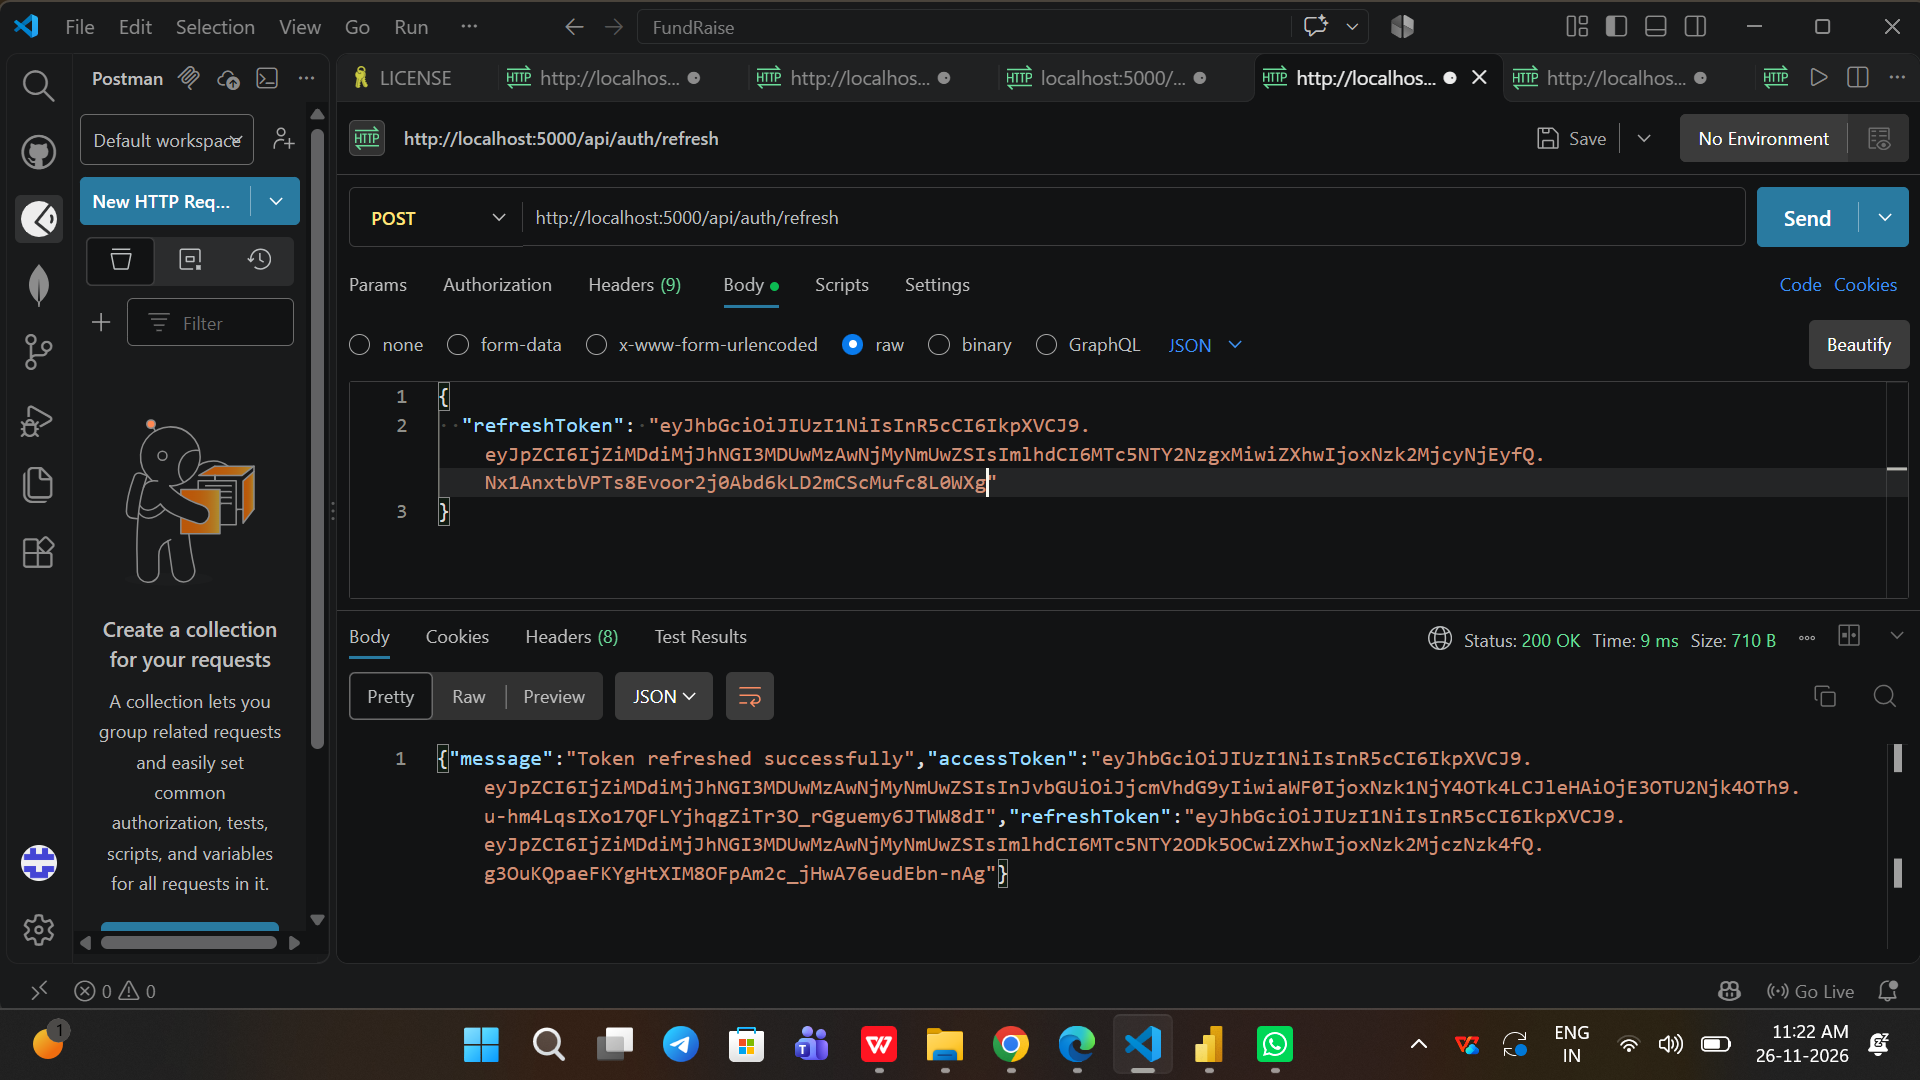 File Edit Selection View Go Run ···
FundRaise
Postman
LICENSE
http://localhos...
http://localhos...
localhost:5000/...
http://localhos...
http://localhos...
Default workspace
New HTTP Req...
Filter
Create a collection
for your requests
A collection lets you
group related requests
and easily set
common
authorization, tests,
scripts, and variables
for all requests in it.
HTTP http://localhost:5000/api/auth/refresh
Save
No Environment
POST http://localhost:5000/api/auth/refresh
Send
Params Authorization Headers (9) Body Scripts Settings
Code Cookies
none form-data x-www-form-urlencoded raw binary GraphQL JSON
Beautify
1 {
2 "refreshToken": "eyJhbGciOiJIUzI1NiIsInR5cCI6IkpXVCJ9.
eyJpZCI6IjZiMDdiMjJhNGI3MDUwMzAwNjMyNmUwZSIsImlhdCI6MTc5NTY2NzgxMiwiZXhwIjoxNzk2MjcyNjEyfQ.
Nx1AnxtbVPTs8Evoor2j0Abd6kLD2mCScMufc8L0WXg"
3 }
Body Cookies Headers (8) Test Results
Status: 200 OK Time: 9 ms Size: 710 B
Pretty Raw Preview JSON
1 {"message":"Token refreshed successfully","accessToken":"eyJhbGciOiJIUzI1NiIsInR5cCI6IkpXVCJ9.
eyJpZCI6IjZiMDdiMjJhNGI3MDUwMzAwNjMyNmUwZSIsInJvbGUiOiJjcmVhdG9yIiwiaWF0IjoxNzk1NjY4OTk4LCJleHAiOjE3OTU2Njk4OTh9.
u-hm4LqsIXo17QFLYjhqgZiTr3O_rGguemy6JTWW8dI","refreshToken":"eyJhbGciOiJIUzI1NiIsInR5cCI6IkpXVCJ9.
eyJpZCI6IjZiMDdiMjJhNGI3MDUwMzAwNjMyNmUwZSIsImlhdCI6MTc5NTY2ODk5OCwiZXhwIjoxNzk2MjczNzk4fQ.
g3OuKQpaeFKYgHtXIM8OFpAm2c_jHwA76eudEbn-nAg"}
0 0
Go Live
1
ENG
IN
11:22 AM
26-11-2026